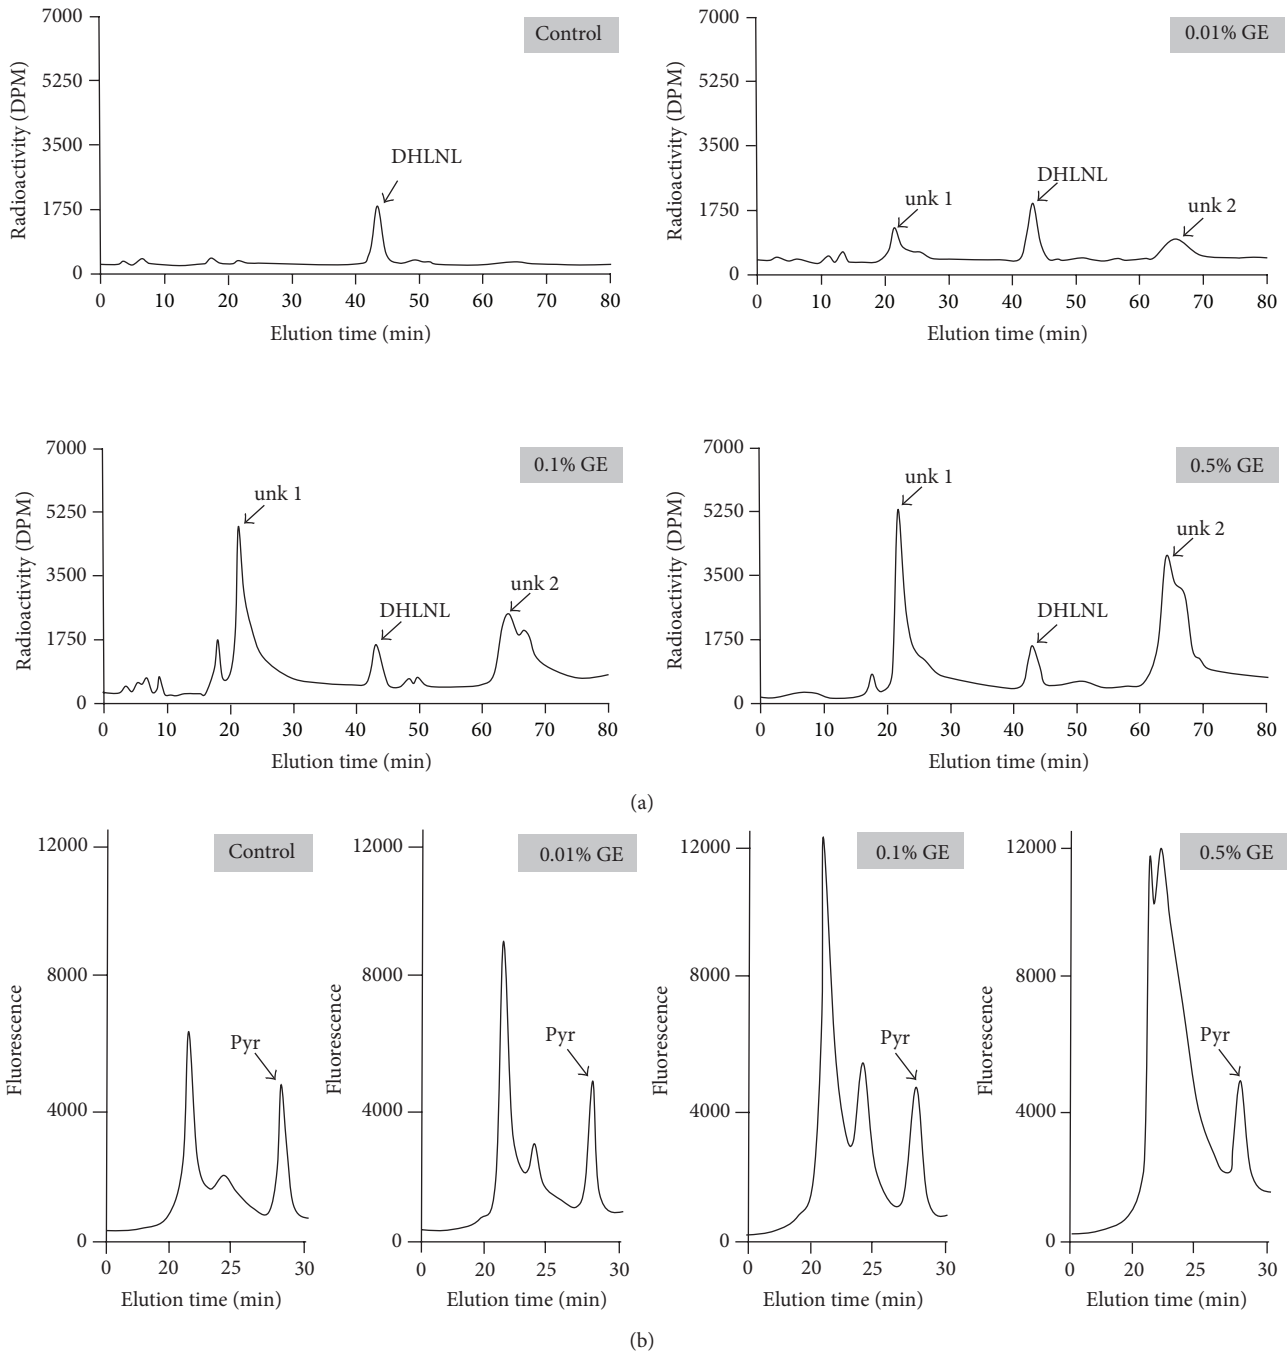 Control
Radioactivity (DPM)
7000
5250
3500
1750
0
DHLNL
0 10 20 30 40 50 60 70 80
Elution time (min)
0.01% GE
Radioactivity (DPM)
7000
5250
3500
1750
0
unk 1
DHLNL
unk 2
0 10 20 30 40 50 60 70 80
Elution time (min)
0.1% GE
Radioactivity (DPM)
7000
5250
3500
1750
0
unk 1
DHLNL
unk 2
0 10 20 30 40 50 60 70 80
Elution time (min)
0.5% GE
Radioactivity (DPM)
7000
5250
3500
1750
0
unk 1
DHLNL
unk 2
0 10 20 30 40 50 60 70 80
Elution time (min)
(a)
Control
Fluorescence
12000
8000
4000
0
Pyr
0 20 25 30
Elution time (min)
0.01% GE
Fluorescence
12000
8000
4000
0
Pyr
0 20 25 30
Elution time (min)
0.1% GE
Fluorescence
12000
8000
4000
0
Pyr
0 20 25 30
Elution time (min)
0.5% GE
Fluorescence
12000
8000
4000
0
Pyr
0 20 25 30
Elution time (min)
(b)